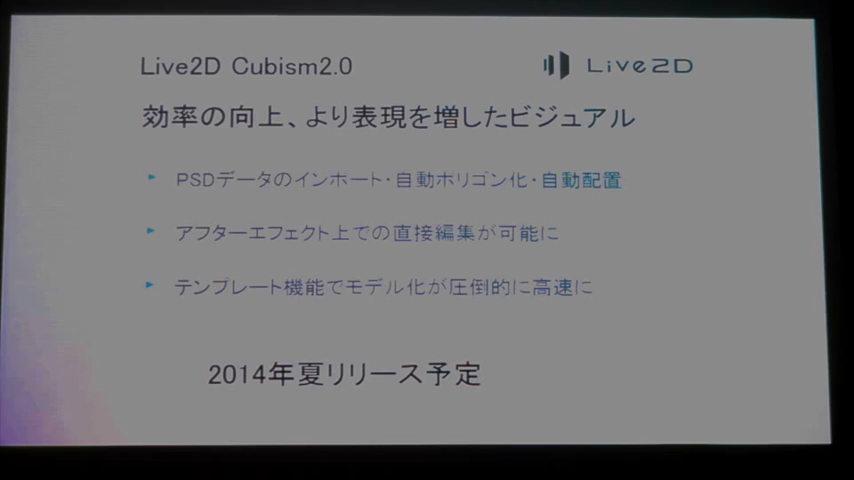 Live2D Cubism2.0
Live2D
効率の向上、より表現を増したビジュアル
PSDデータのインポート・自動ポリゴン化・自動配置
アフターエフェクト上での直接編集が可能に
テンプレート機能でモデル化が圧倒的に高速に
2014年夏リリース予定